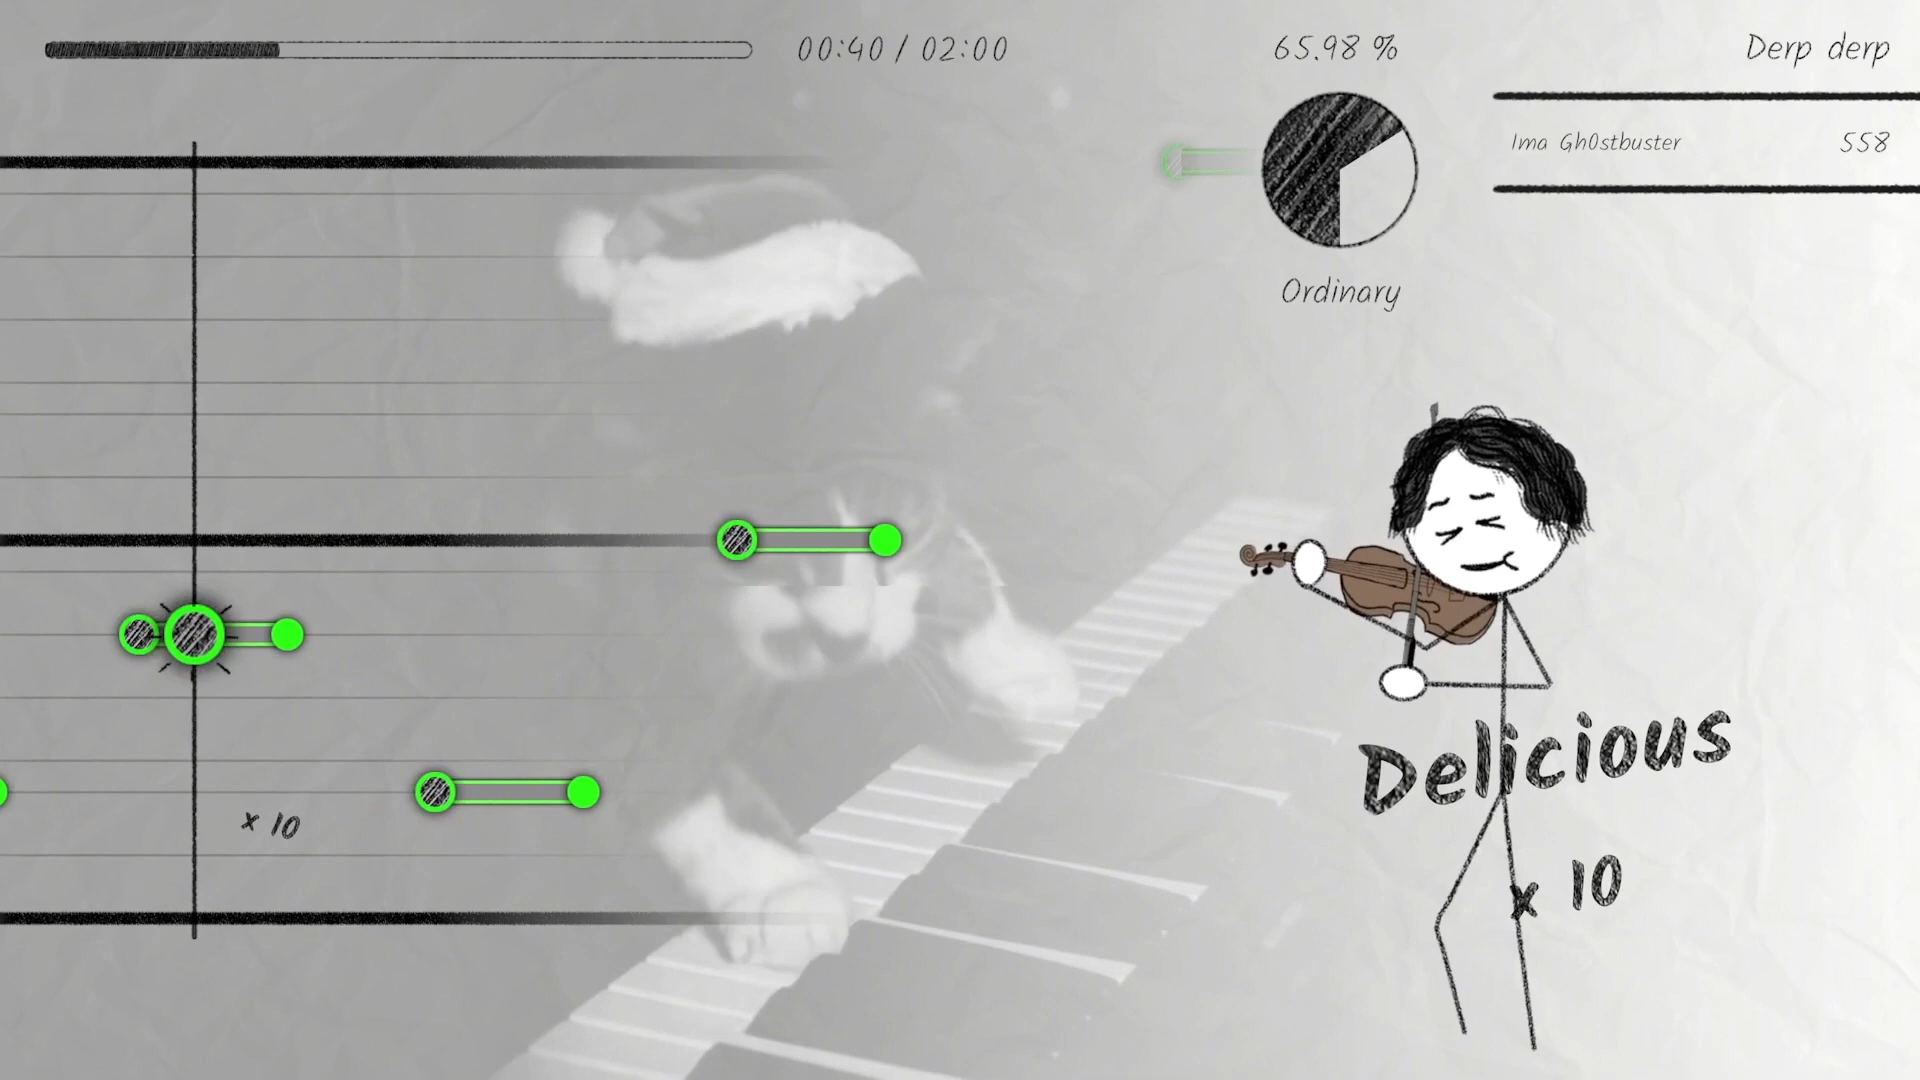 00:40 / 02:00
65.98 %
Derp derp
Ima Gh0stbuster 558
Ordinary
Delicious
x 10
x 10